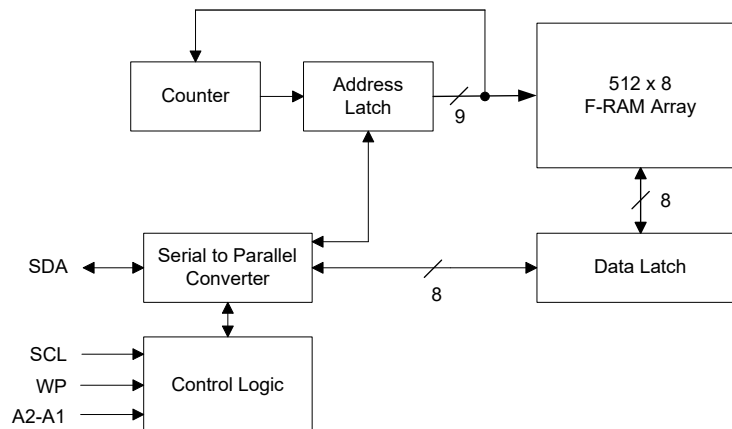 Counter
Address
Latch
9
512 x 8
F-RAM Array
8
SDA
Serial to Parallel
Converter
8
Data Latch
SCL
WP
A2-A1
Control Logic